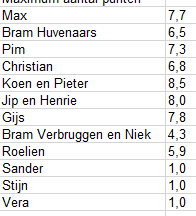 Maximum aantal punten
Max 7,7
Bram Huvenaars 6,5
Pim 7,3
Christian 6,8
Koen en Pieter 8,5
Jip en Henrie 8,0
Gijs 7,8
Bram Verbruggen en Niek 4,3
Roelien 5,9
Sander 1,0
Stijn 1,0
Vera 1,0